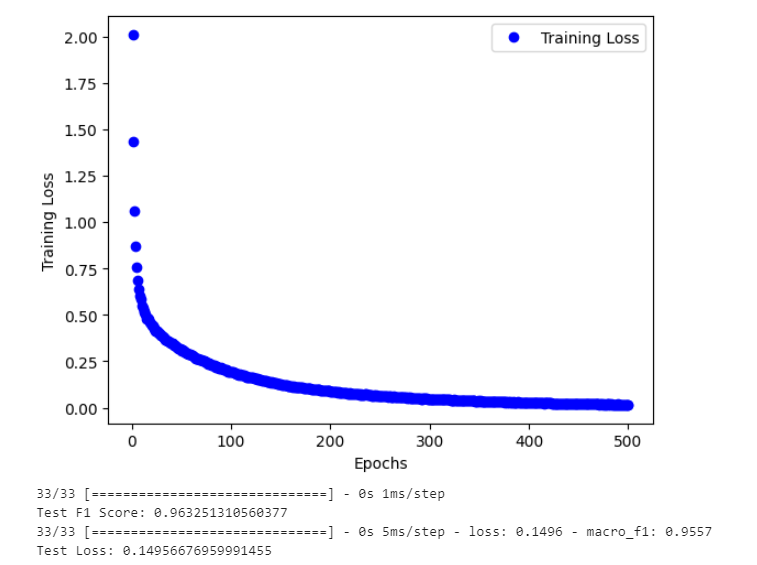 Training Loss
2.00
1.75
1.50
1.25
1.00
0.75
0.50
0.25
0.00
Training Loss
0 100 200 300 400 500
Epochs
33/33 [==============================] - 0s 1ms/step
Test F1 Score: 0.963251310560377
33/33 [==============================] - 0s 5ms/step - loss: 0.1496 - macro_f1: 0.9557
Test Loss: 0.14956676959991455